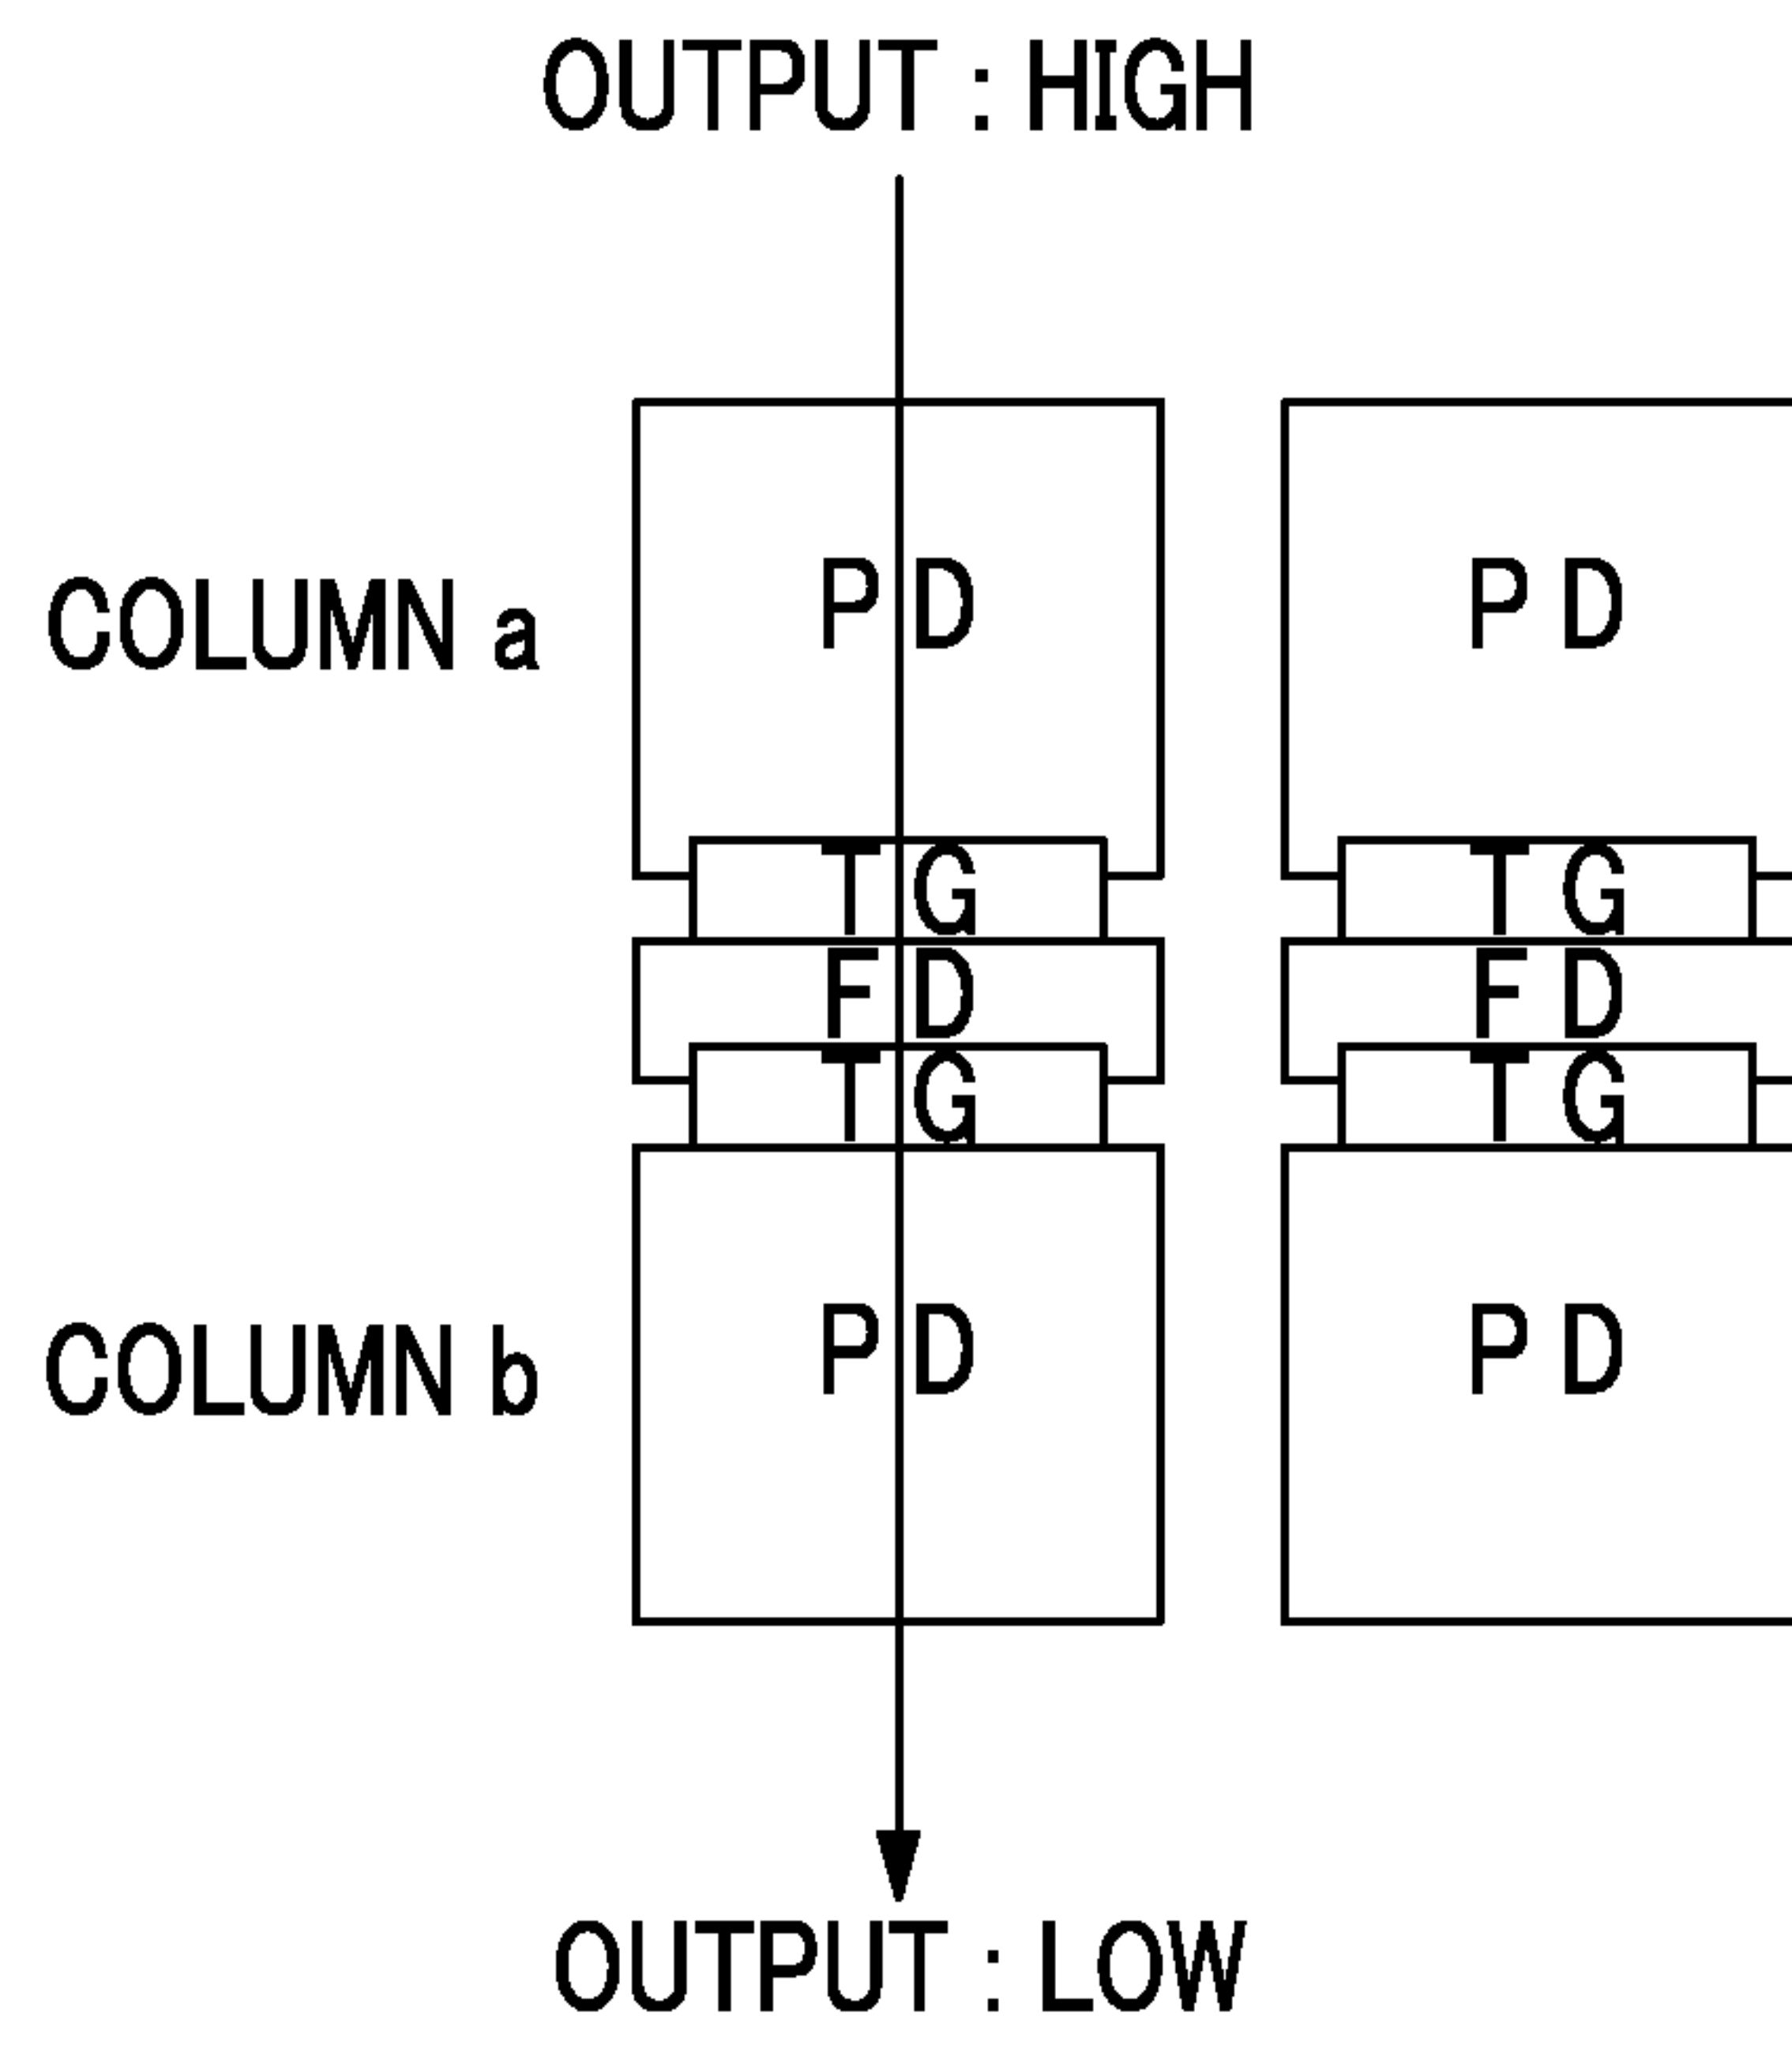 OUTPUT : HIGH
COLUMN a PD PD
TG TG
FD FD
TG TG
COLUMN b PD PD
OUTPUT : LOW